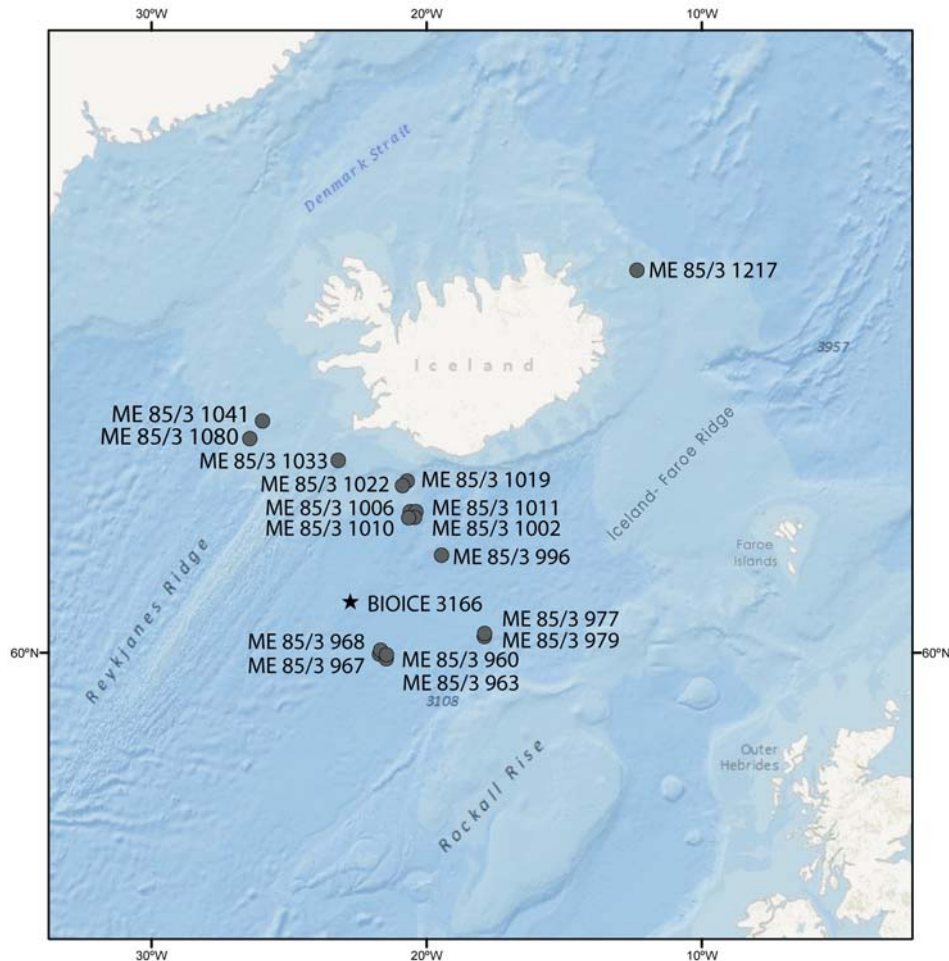 30°W
20°W
10°W
Denmark Strait
ME 85/3 1217
3957
Iceland
ME 85/3 1041
ME 85/3 1080
ME 85/3 1033
ME 85/3 1022
ME 85/3 1019
ME 85/3 1006
ME 85/3 1011
ME 85/3 1010
ME 85/3 1002
Iceland- Faroe Ridge
Faroe
Islands
ME 85/3 996
Reykjanes Ridge
BIOICE 3166
ME 85/3 977
ME 85/3 979
ME 85/3 968
ME 85/3 967
ME 85/3 960
ME 85/3 963
60°N
60°N
3108
Rockall Rise
Outer
Hebrides
30°W
20°W
10°W